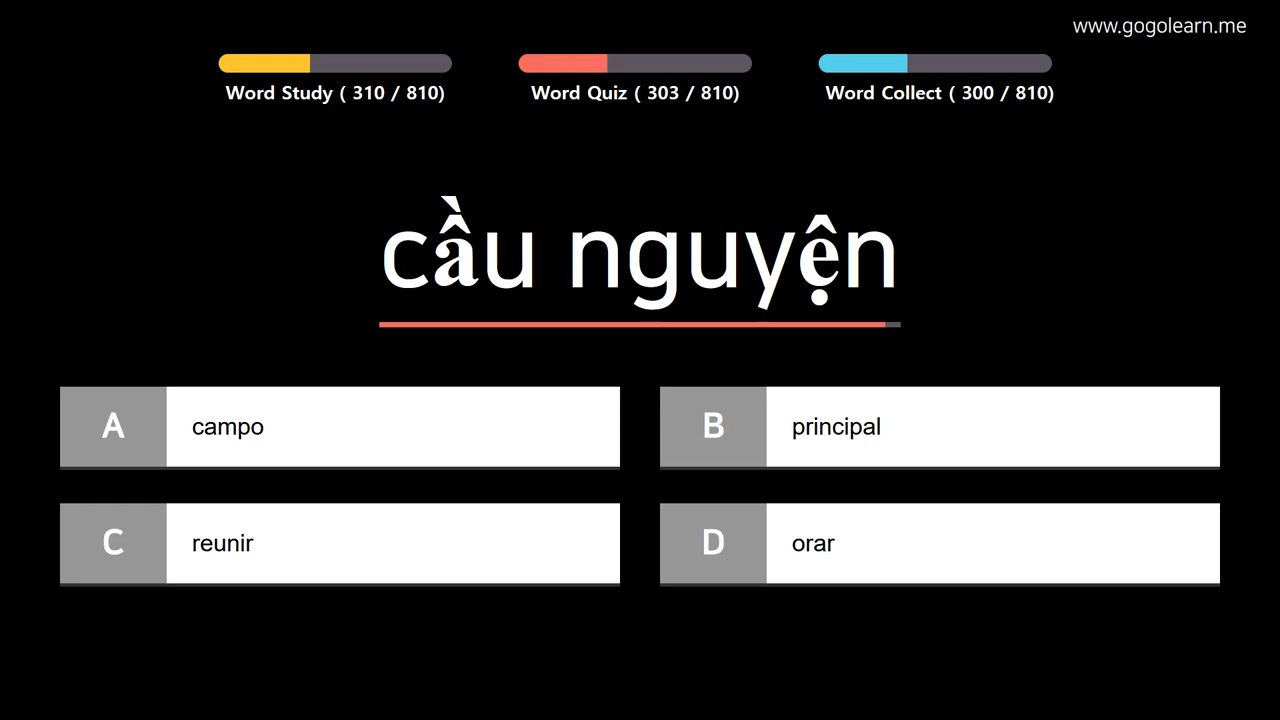 www.gogolearn.me
Word Study ( 310 / 810)
Word Quiz ( 303 / 810)
Word Collect ( 300 / 810)
cầu nguyện
A campo
B principal
C reunir
D orar